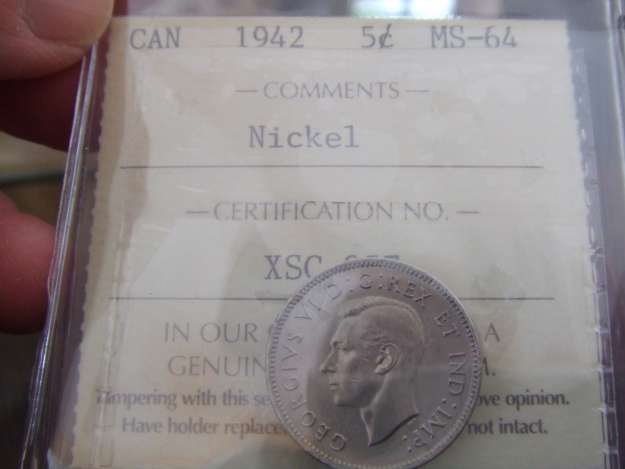 CAN 1942 5¢ MS-64
— COMMENTS —
Nickel
— CERTIFICATION NO. —
XSC
IN OUR A
GENUIN M.
Tampering with this se ove opinion.
Have holder replace not intact.
GEORGIVS VI D: G: REX ET IND: IMP: